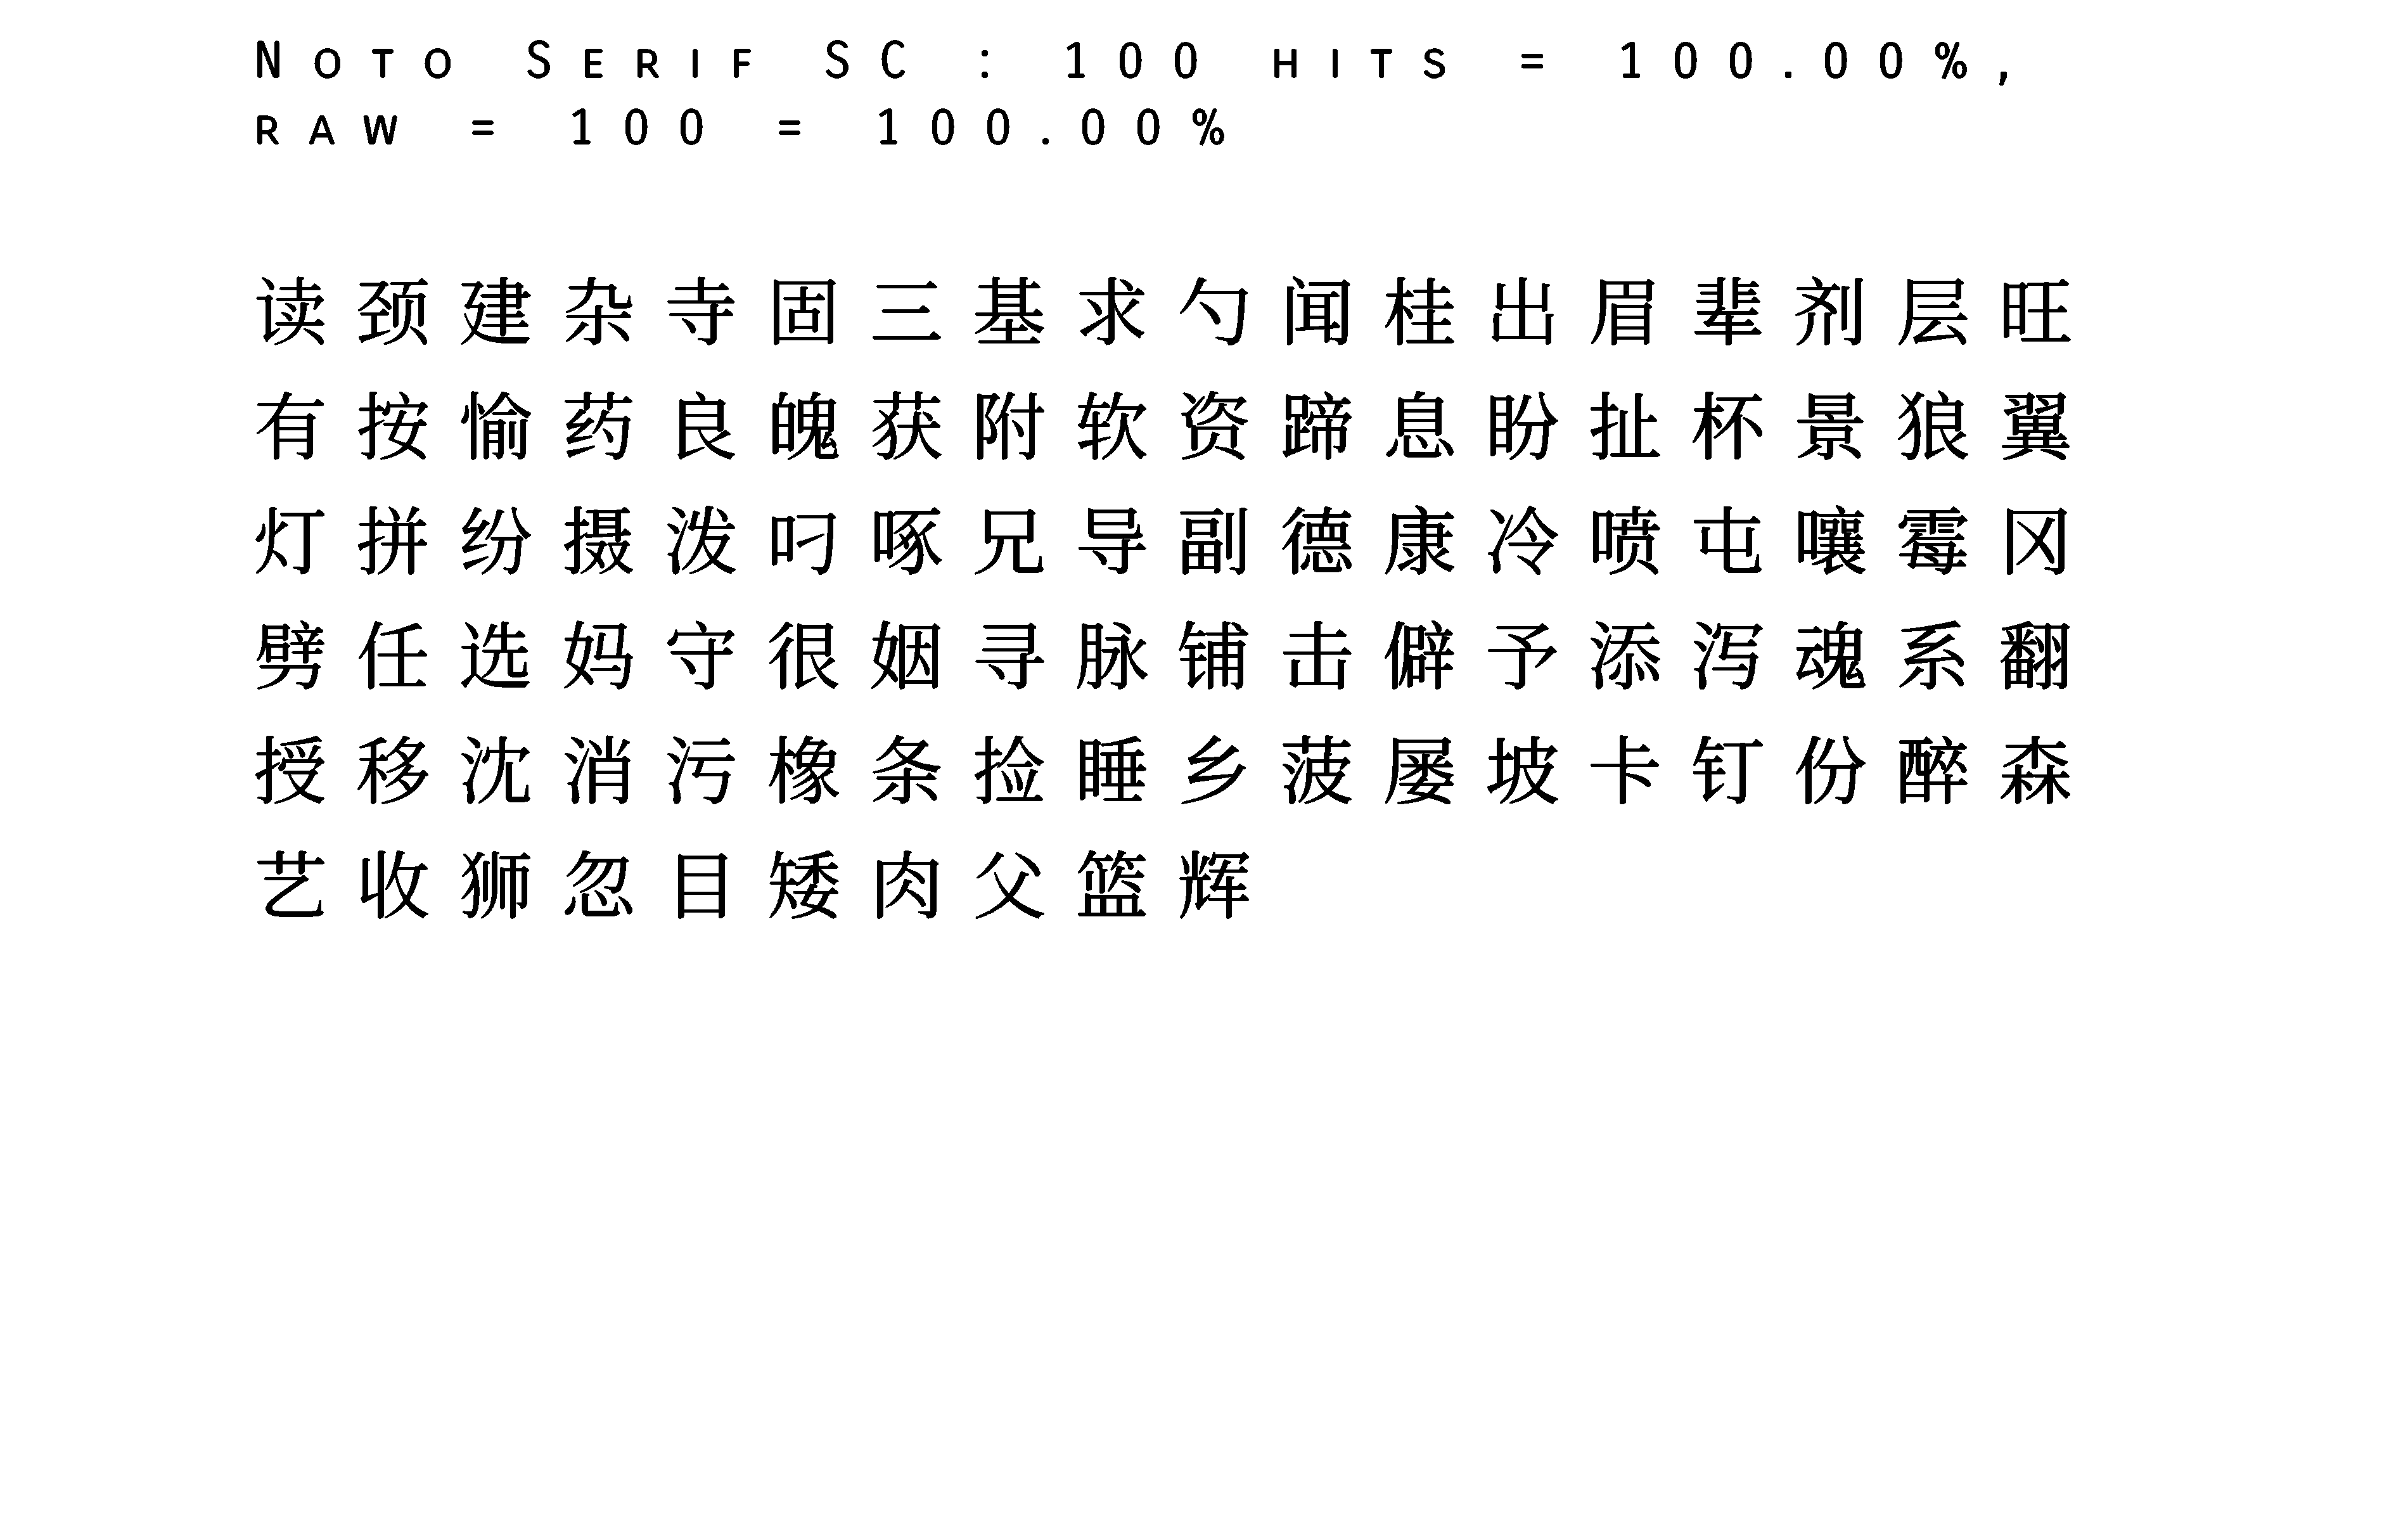 Noto Serif SC : 100 hits = 100.00%,
raw = 100 = 100.00%
读颈建杂寺固三基求勺闻桂出眉辈剂层旺
有按愉药良魄获附软资蹄息盼扯杯景狼翼
灯拼纷摄泼叼啄兄导副德康冷喷屯嚷霉冈
劈任选妈守很姻寻脉铺击僻予添泻魂系翻
授移沈消污橡条捡睡乡菠屡坡卡钉份醉森
艺收狮忽目矮肉父篮辉